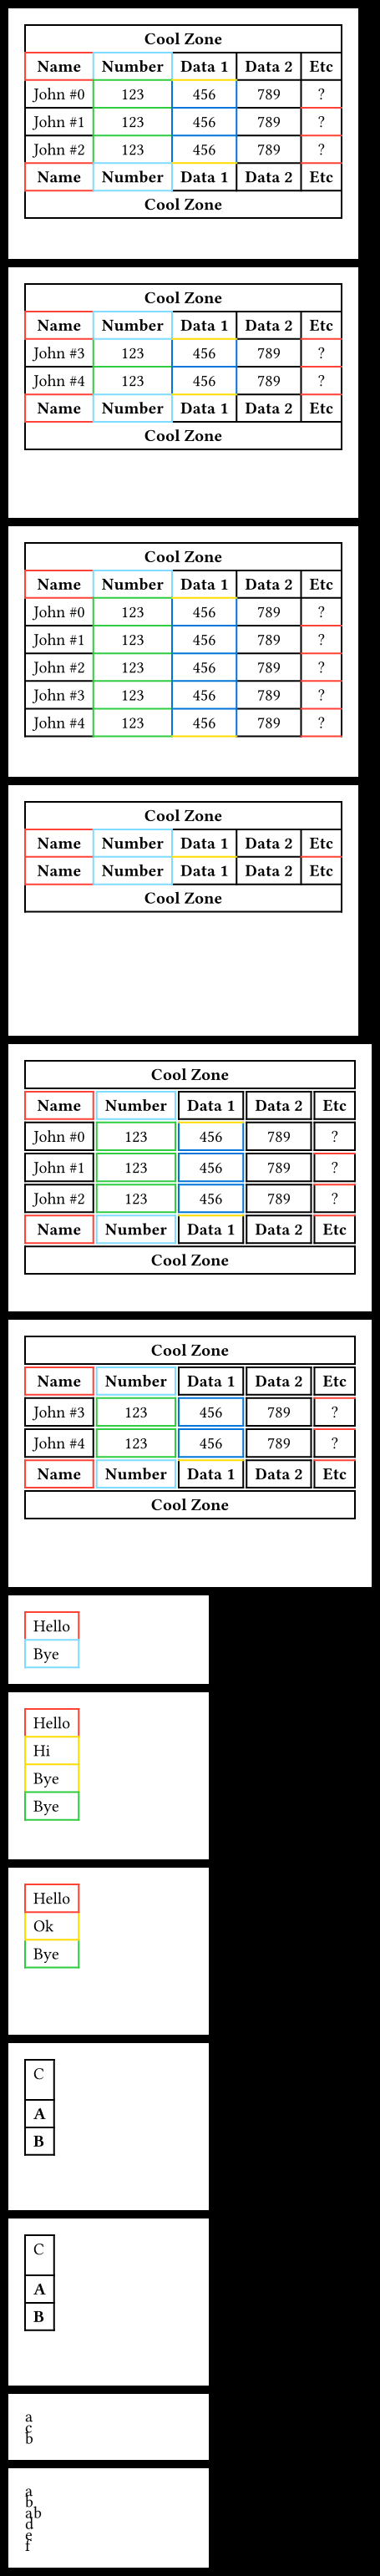 Cool Zone
Name Number Data 1 Data 2 Etc
John #0 123 456 789 ?
John #1 123 456 789 ?
John #2 123 456 789 ?
Name Number Data 1 Data 2 Etc
Cool Zone
Cool Zone
Name Number Data 1 Data 2 Etc
John #3 123 456 789 ?
John #4 123 456 789 ?
Name Number Data 1 Data 2 Etc
Cool Zone
Cool Zone
Name Number Data 1 Data 2 Etc
John #0 123 456 789 ?
John #1 123 456 789 ?
John #2 123 456 789 ?
John #3 123 456 789 ?
John #4 123 456 789 ?
Cool Zone
Name Number Data 1 Data 2 Etc
Name Number Data 1 Data 2 Etc
Cool Zone
Cool Zone
Name Number Data 1 Data 2 Etc
John #0 123 456 789 ?
John #1 123 456 789 ?
John #2 123 456 789 ?
Name Number Data 1 Data 2 Etc
Cool Zone
Cool Zone
Name Number Data 1 Data 2 Etc
John #3 123 456 789 ?
John #4 123 456 789 ?
Name Number Data 1 Data 2 Etc
Cool Zone
Hello
Bye
Hello
Hi
Bye
Bye
Hello
Ok
Bye
C
A
B
C
A
B
a
c
b
a
b
ab
d
e
f